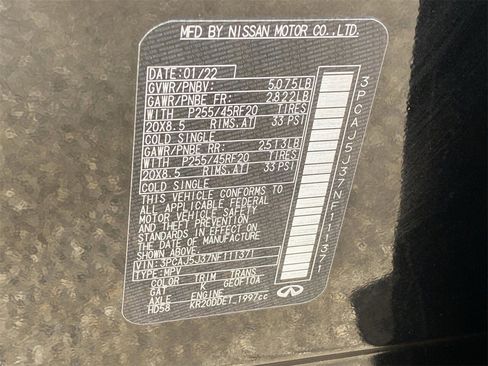 MFD BY NISSAN MOTOR CO.,LTD.
DATE:01/22
GVWR/PNBV: 5075LB
GAWR/PNBE FR: 2822LB
WITH P255/45RF20 TIRES
20X8.5 RIMS.AT 33 PSI
COLD SINGLE
GAWR/PNBE RR: 2513LB
WITH P255/45RF20 TIRES
20X8.5 RIMS.AT 33 PSI
COLD SINGLE
THIS VEHICLE CONFORMS TO
ALL APPLICABLE FEDERAL
MOTOR VEHICLE SAFETY
AND THEFT PREVENTION
STANDARDS IN EFFECT ON
THE DATE OF MANUFACTURE
SHOWN ABOVE.
VIN:3PCAJ5J37NF111371
TYPE:MPV
COLOR TRIM TRANS
GAT K GE0F10A
AXLE ENGINE
HD58 KR20DDET 1997cc
INFINITI
3PCAJ5J37NF111371